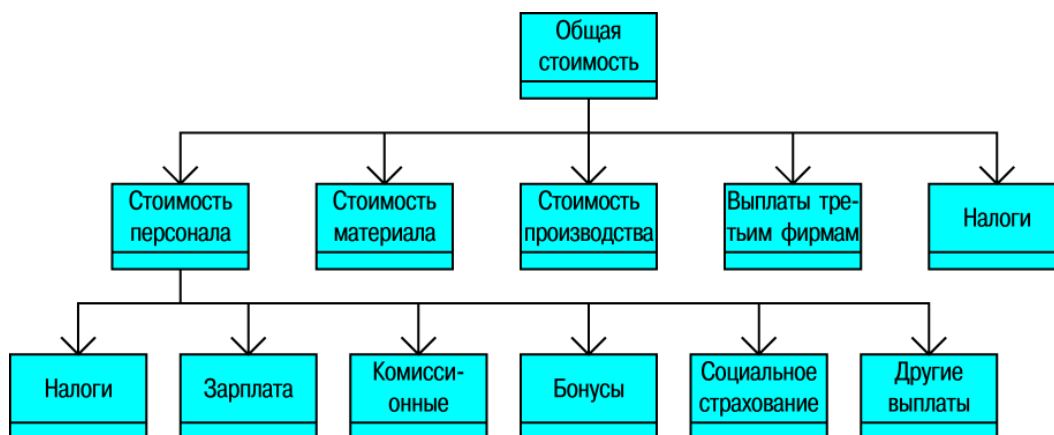 Общая
стоимость
Стоимость
персонала
Стоимость
материала
Стоимость
производства
Выплаты тре-
тьим фирмам
Налоги
Налоги
Зарплата
Комисси-
онные
Бонусы
Социальное
страхование
Другие
выплаты